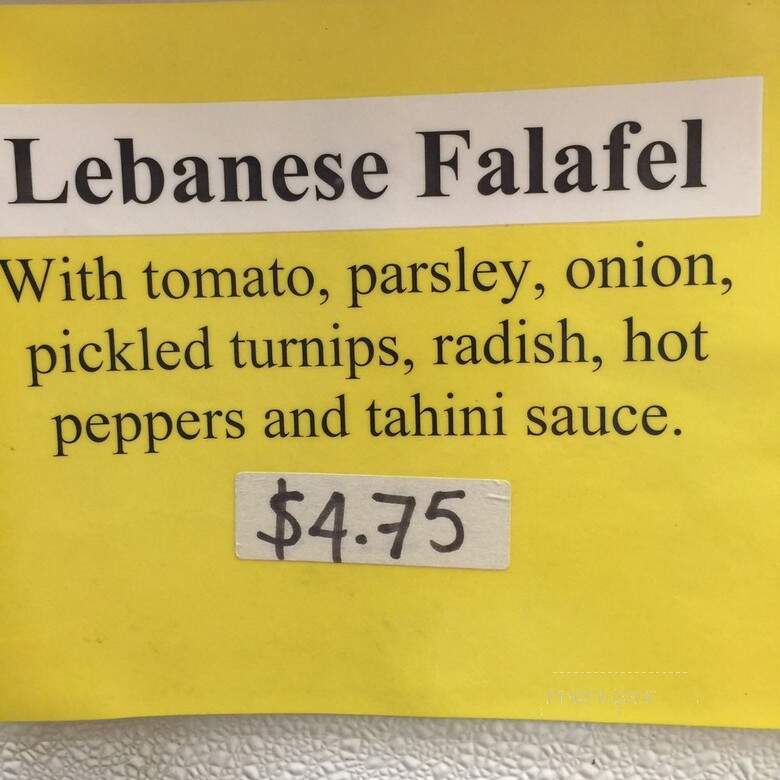 Lebanese Falafel
With tomato, parsley, onion,
pickled turnips, radish, hot
peppers and tahini sauce.
$4.75